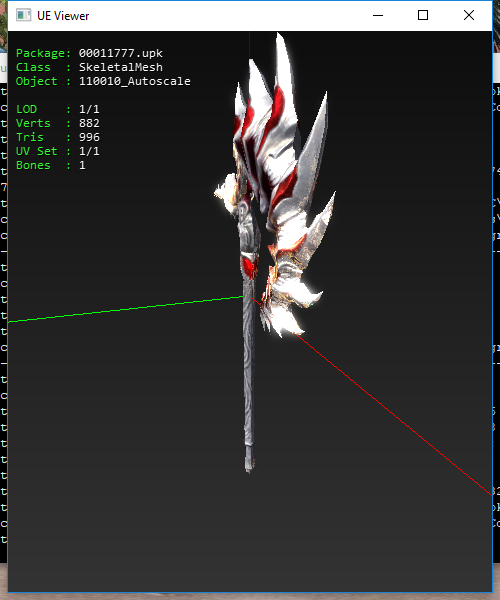 UE Viewer
Package: 00011777.upk
Class  : SkeletalMesh
Object : 110010_Autoscale
LOD    : 1/1
Verts  : 882
Tris   : 996
UV Set : 1/1
Bones  : 1